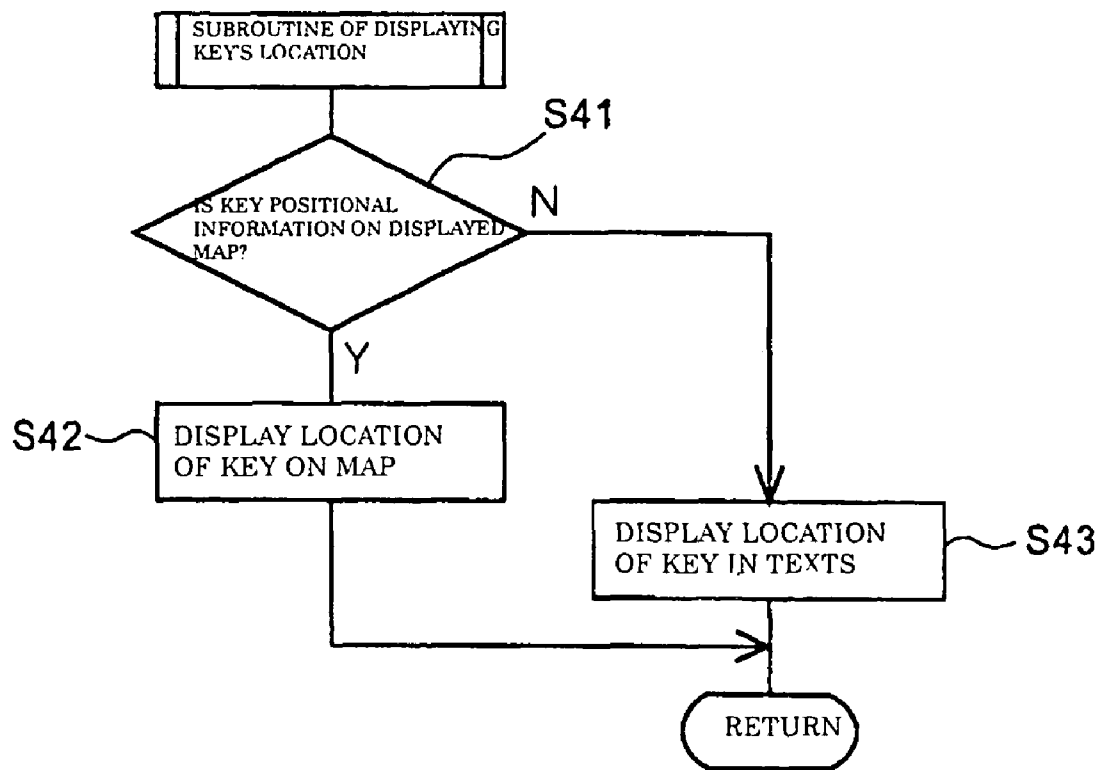 SUBROUTINE OF DISPLAYING
KEY'S LOCATION
S41
IS KEY POSITIONAL
INFORMATION ON DISPLAYED
MAP?
N
Y
S42
DISPLAY LOCATION
OF KEY ON MAP
DISPLAY LOCATION
OF KEY IN TEXTS
S43
RETURN